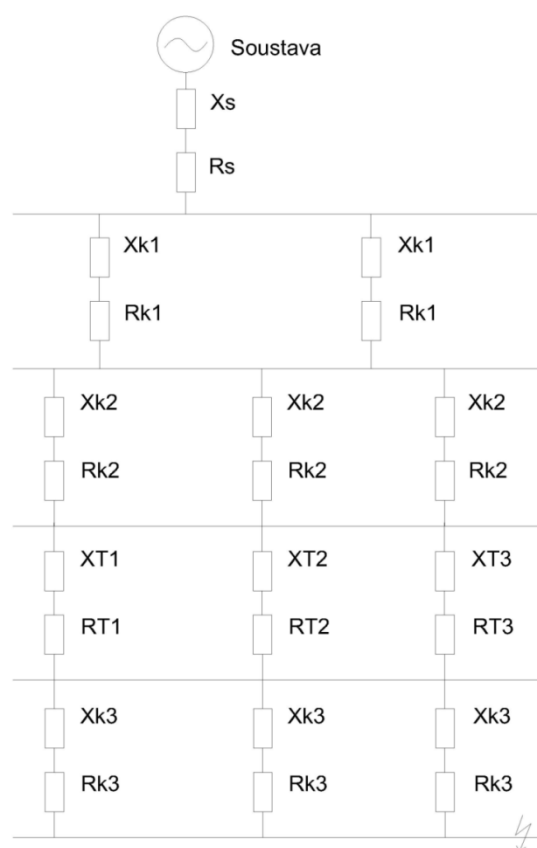 Soustava
Xs
Rs
Xk1 Xk1
Rk1 Rk1
Xk2 Xk2 Xk2
Rk2 Rk2 Rk2
XT1 XT2 XT3
RT1 RT2 RT3
Xk3 Xk3 Xk3
Rk3 Rk3 Rk3